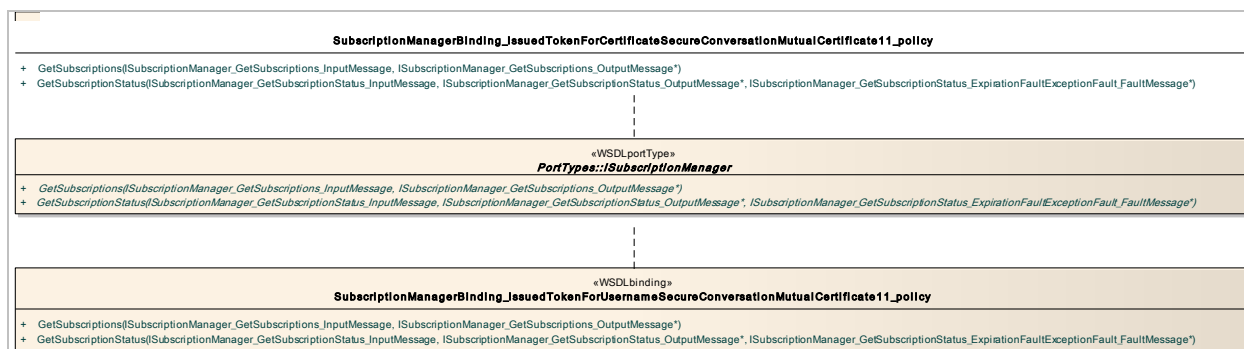 SubscriptionManagerBinding_IssuedTokenForCertificateSecureConversationMutualCertificate11_policy
+ GetSubscriptions(ISubscriptionManager_GetSubscriptions_InputMessage, ISubscriptionManager_GetSubscriptions_OutputMessage*)
+ GetSubscriptionStatus(ISubscriptionManager_GetSubscriptionStatus_InputMessage, ISubscriptionManager_GetSubscriptionStatus_OutputMessage*, ISubscriptionManager_GetSubscriptionStatus_ExpirationFaultExceptionFault_FaultMessage*)
«WSDLportType»
PortTypes::ISubscriptionManager
+ GetSubscriptions(ISubscriptionManager_GetSubscriptions_InputMessage, ISubscriptionManager_GetSubscriptions_OutputMessage*)
+ GetSubscriptionStatus(ISubscriptionManager_GetSubscriptionStatus_InputMessage, ISubscriptionManager_GetSubscriptionStatus_OutputMessage*, ISubscriptionManager_GetSubscriptionStatus_ExpirationFaultExceptionFault_FaultMessage*)
«WSDLbinding»
SubscriptionManagerBinding_IssuedTokenForUsernameSecureConversationMutualCertificate11_policy
+ GetSubscriptions(ISubscriptionManager_GetSubscriptions_InputMessage, ISubscriptionManager_GetSubscriptions_OutputMessage*)
+ GetSubscriptionStatus(ISubscriptionManager_GetSubscriptionStatus_InputMessage, ISubscriptionManager_GetSubscriptionStatus_OutputMessage*, ISubscriptionManager_GetSubscriptionStatus_ExpirationFaultExceptionFault_FaultMessage*)